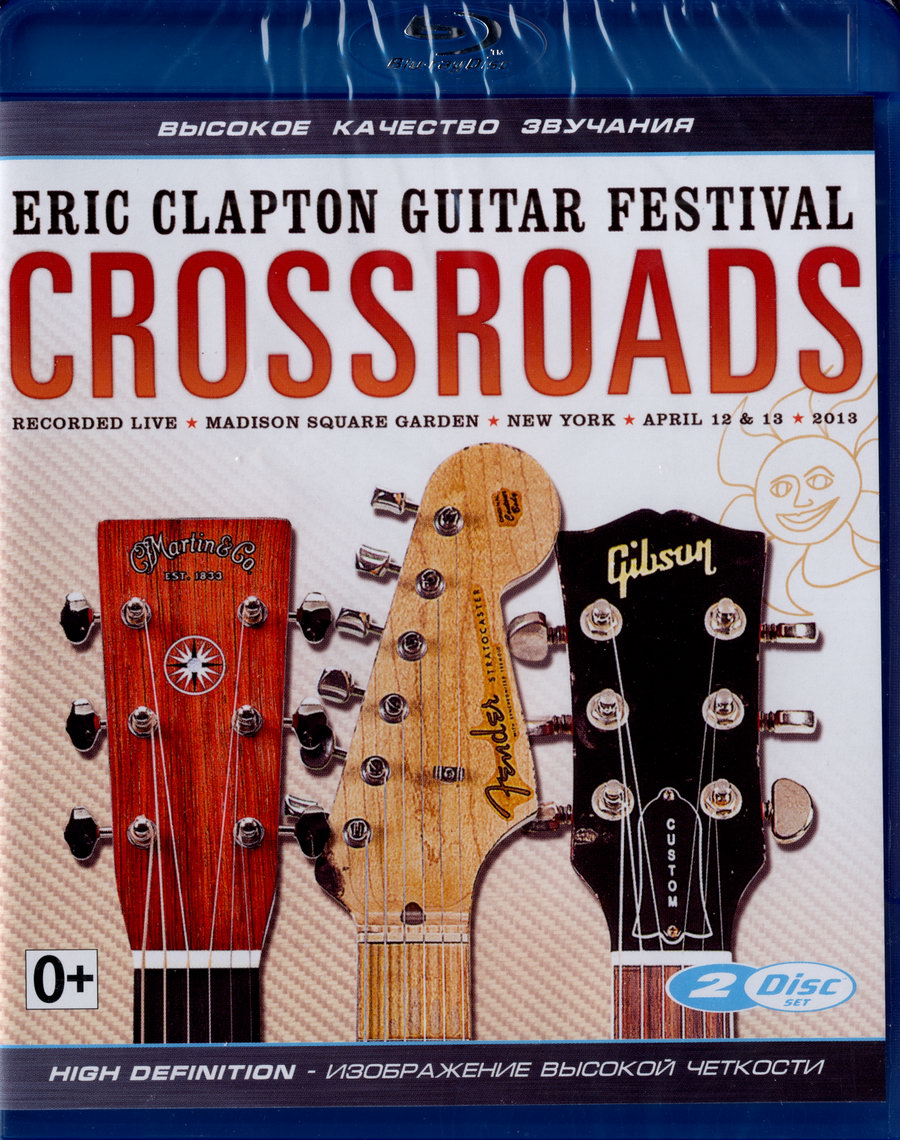 Blu-ray Disc™
ВЫСОКОЕ КАЧЕСТВО ЗВУЧАНИЯ
ERIC CLAPTON GUITAR FESTIVAL
CROSSROADS
RECORDED LIVE ★ MADISON SQUARE GARDEN ★ NEW YORK ★ APRIL 12 & 13 ★ 2013
C.F. Martin & Co.
EST. 1833
Fender
STRATOCASTER
Gibson
CUSTOM
0+
2 Disc
SET
HIGH DEFINITION - ИЗОБРАЖЕНИЕ ВЫСОКОЙ ЧЕТКОСТИ